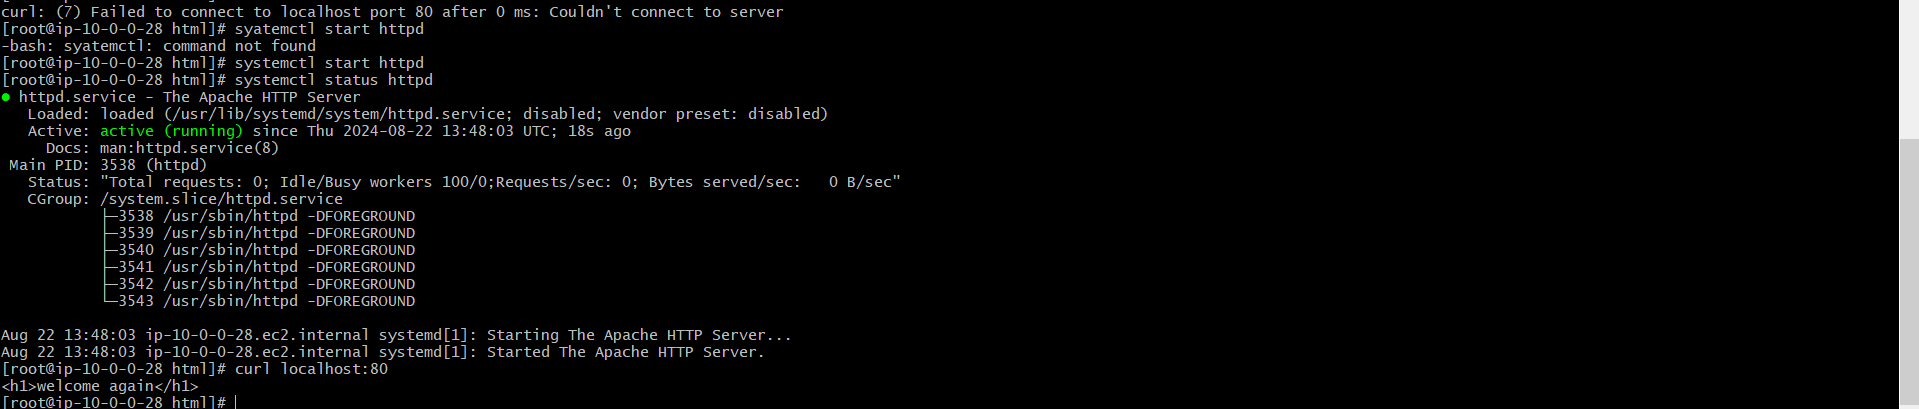 curl: (7) Failed to connect to localhost port 80 after 0 ms: Couldn't connect to server
[root@ip-10-0-0-28 html]# syatemctl start httpd
-bash: syatemctl: command not found
[root@ip-10-0-0-28 html]# systemctl start httpd
[root@ip-10-0-0-28 html]# systemctl status httpd
● httpd.service - The Apache HTTP Server
   Loaded: loaded (/usr/lib/systemd/system/httpd.service; disabled; vendor preset: disabled)
   Active: active (running) since Thu 2024-08-22 13:48:03 UTC; 18s ago
     Docs: man:httpd.service(8)
 Main PID: 3538 (httpd)
   Status: "Total requests: 0; Idle/Busy workers 100/0;Requests/sec: 0; Bytes served/sec:   0 B/sec"
   CGroup: /system.slice/httpd.service
           ├─3538 /usr/sbin/httpd -DFOREGROUND
           ├─3539 /usr/sbin/httpd -DFOREGROUND
           ├─3540 /usr/sbin/httpd -DFOREGROUND
           ├─3541 /usr/sbin/httpd -DFOREGROUND
           ├─3542 /usr/sbin/httpd -DFOREGROUND
           └─3543 /usr/sbin/httpd -DFOREGROUND
Aug 22 13:48:03 ip-10-0-0-28.ec2.internal systemd[1]: Starting The Apache HTTP Server...
Aug 22 13:48:03 ip-10-0-0-28.ec2.internal systemd[1]: Started The Apache HTTP Server.
[root@ip-10-0-0-28 html]# curl localhost:80
<h1>welcome again</h1>
[root@ip-10-0-0-28 html]#